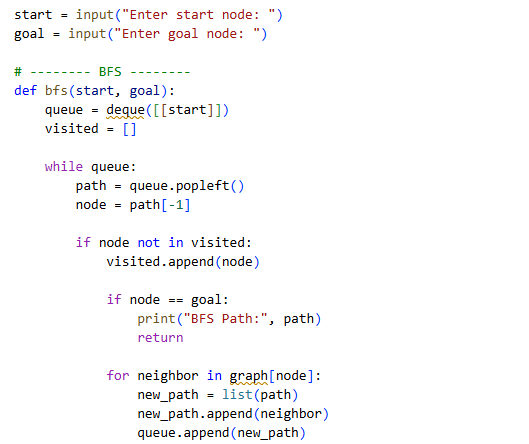 start = input("Enter start node: ")
goal = input("Enter goal node: ")

# -------- BFS --------
def bfs(start, goal):
    queue = deque([[start]])
    visited = []

    while queue:
        path = queue.popleft()
        node = path[-1]

        if node not in visited:
            visited.append(node)

            if node == goal:
                print("BFS Path:", path)
                return

            for neighbor in graph[node]:
                new_path = list(path)
                new_path.append(neighbor)
                queue.append(new_path)